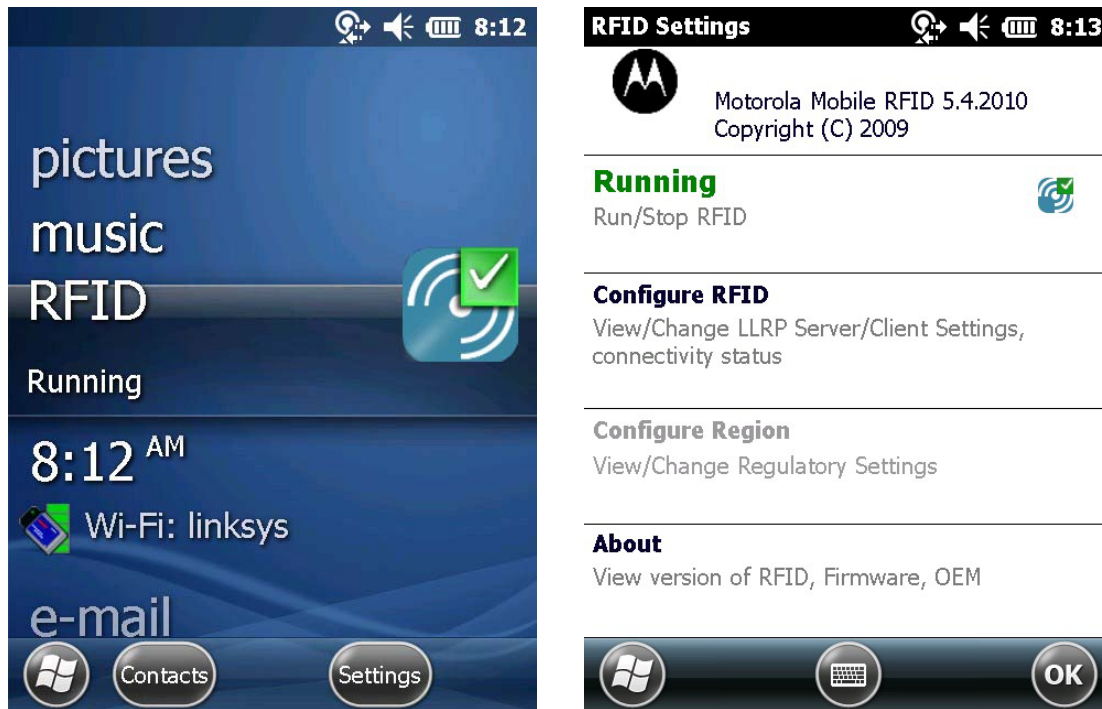 8:12
pictures
music
RFID
Running
8:12 AM
Wi-Fi: linksys
e-mail
Contacts
Settings
RFID Settings
8:13
Motorola Mobile RFID 5.4.2010
Copyright (C) 2009
Running
Run/Stop RFID
Configure RFID
View/Change LLRP Server/Client Settings,
connectivity status
Configure Region
View/Change Regulatory Settings
About
View version of RFID, Firmware, OEM
OK